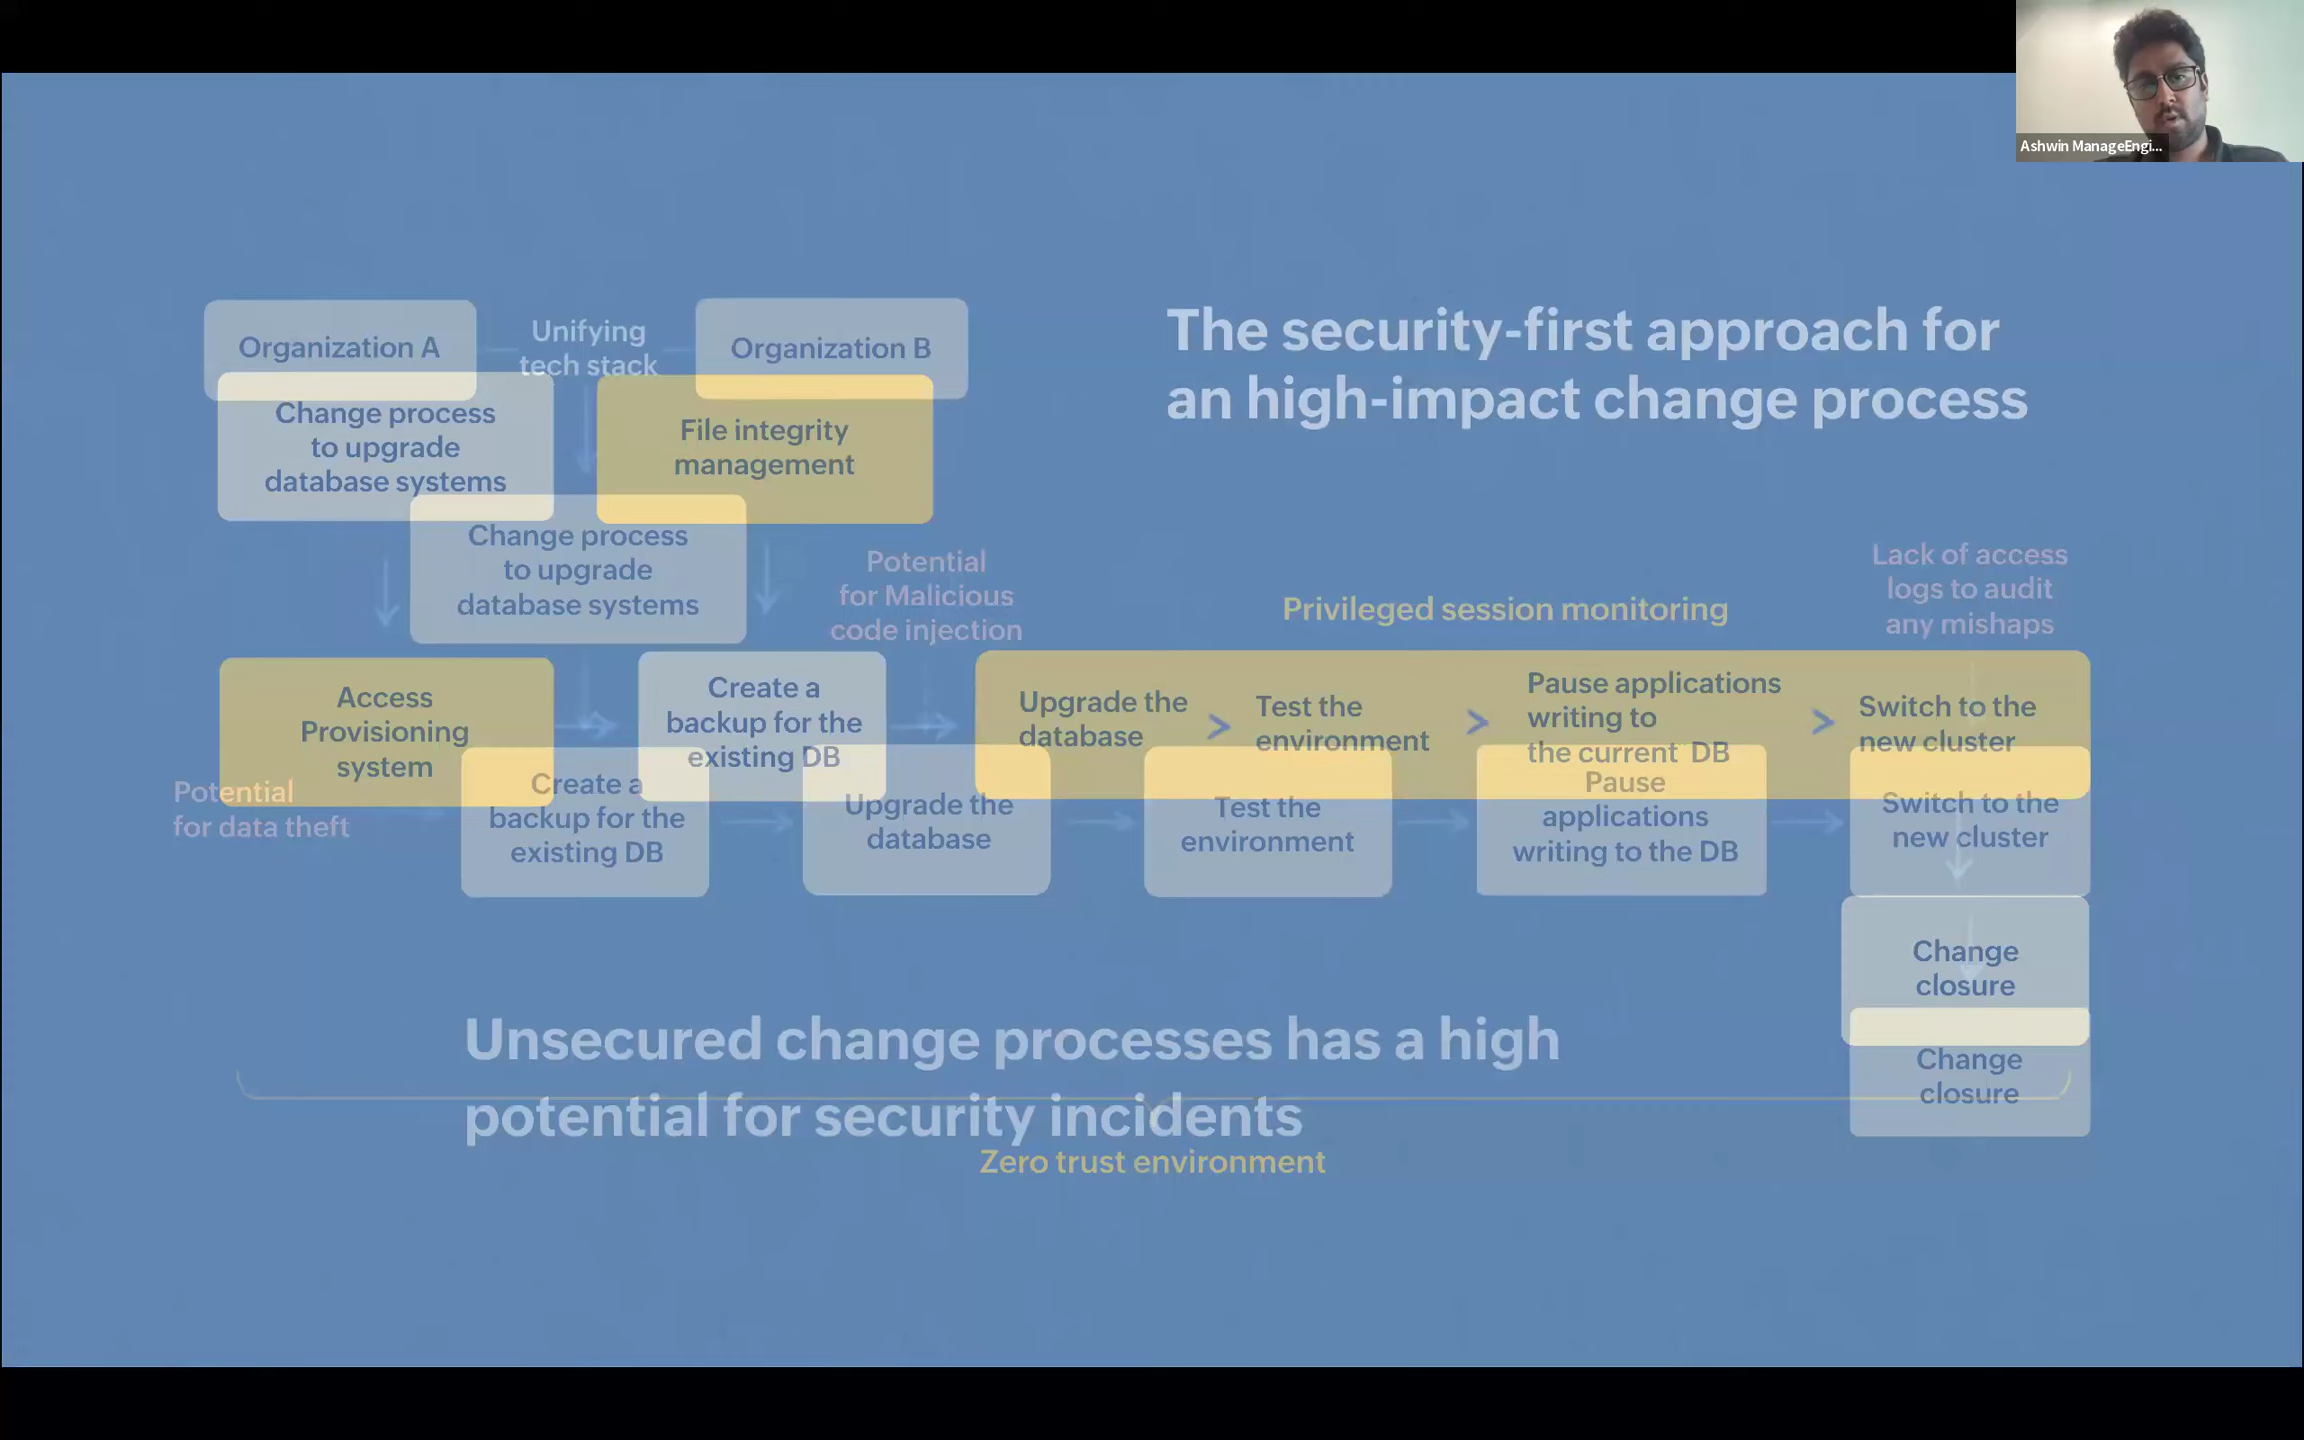 Ashwin ManageEngi...
Organization A
Unifying
tech stack
Organization B
The security-first approach for
an high-impact change process
Change process
to upgrade
database systems
File integrity
management
Change process
to upgrade
database systems
Potential
for Malicious
code injection
Privileged session monitoring
Lack of access
logs to audit
any mishaps
Access
Provisioning
system
Create a
backup for the
existing DB
Upgrade the
database
>
Test the
environment
>
Pause applications
writing to
the current DB
>
Switch to the
new cluster
Potential
for data theft
Create a
backup for the
existing DB
Upgrade the
database
Test the
environment
Pause
applications
writing to the DB
Switch to the
new cluster
Change
closure
Unsecured change processes has a high
potential for security incidents
Change
closure
Zero trust environment